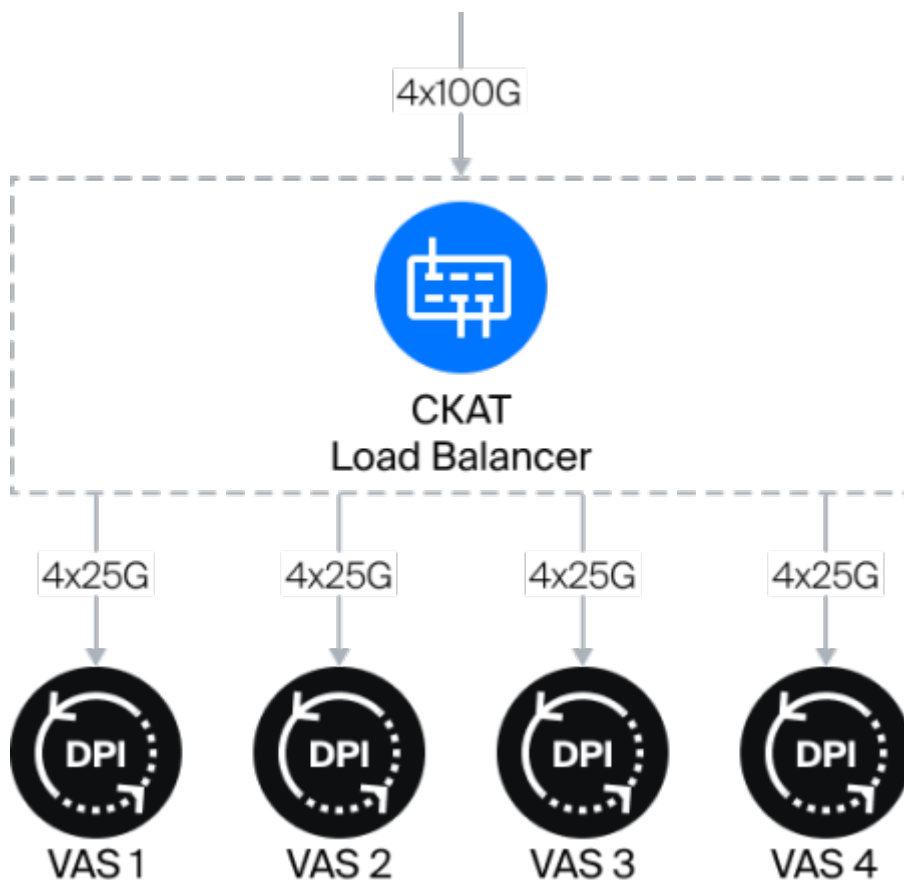 4x100G
CKAT
Load Balancer
4x25G
4x25G
4x25G
4x25G
DPI
DPI
DPI
DPI
VAS 1
VAS 2
VAS 3
VAS 4